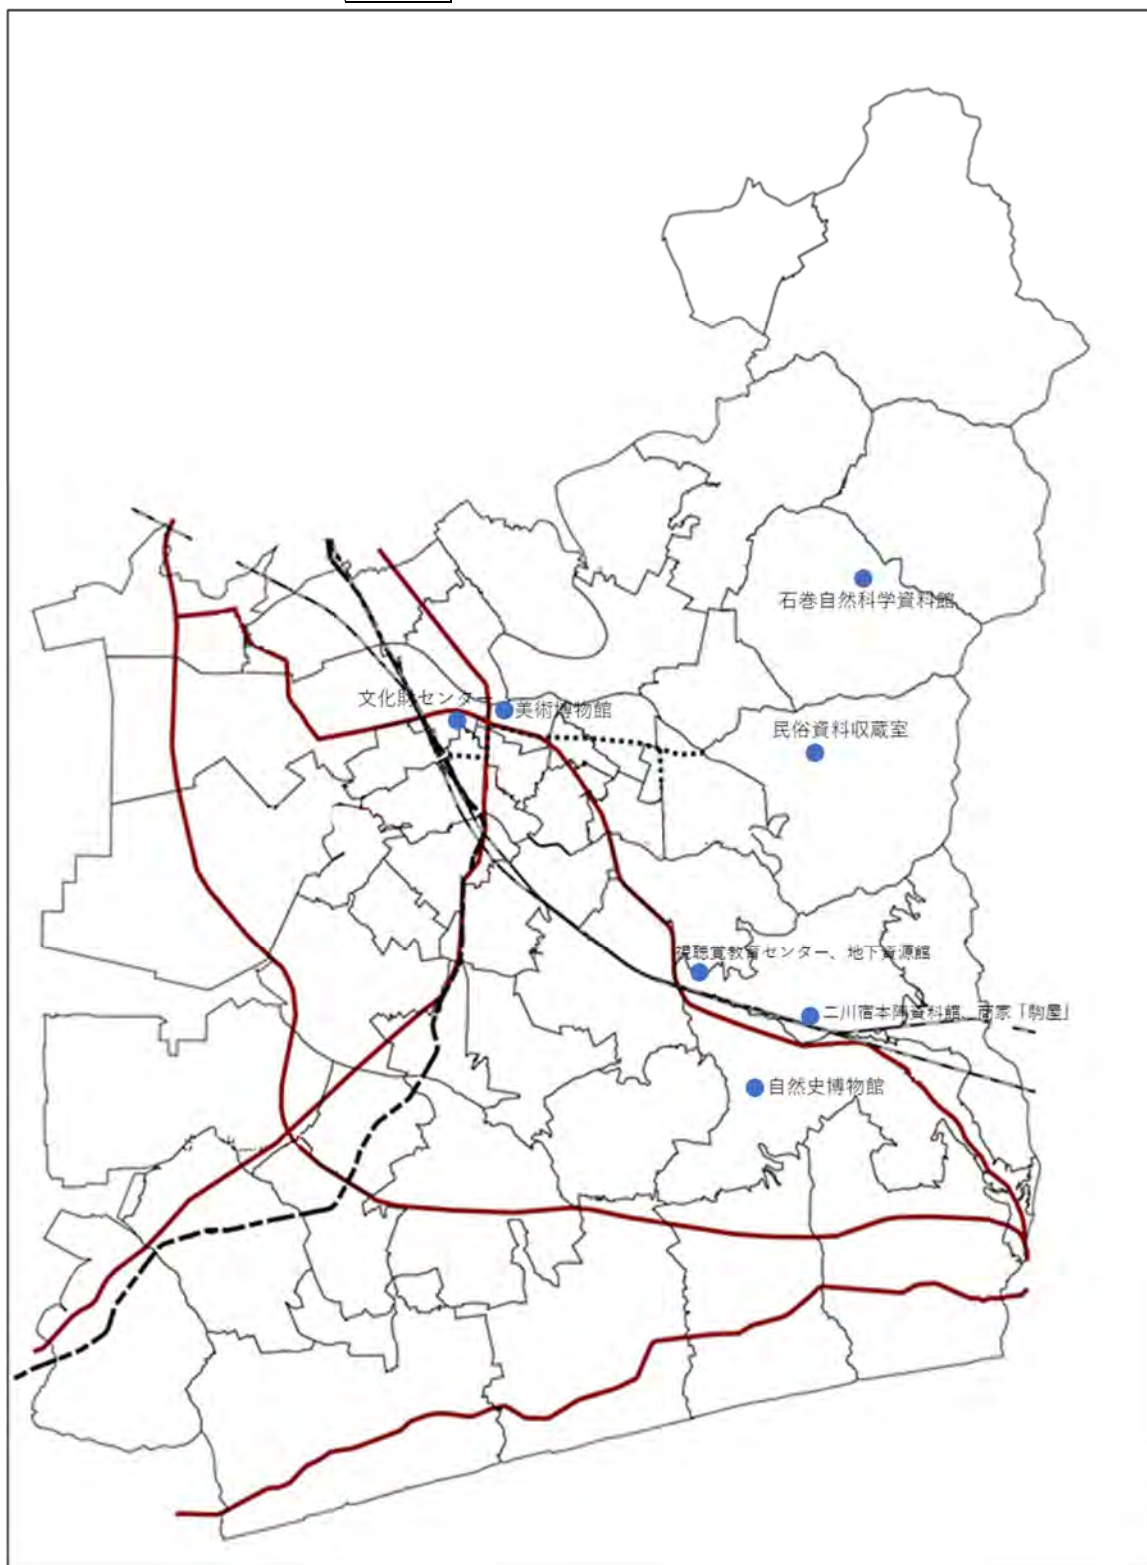 石巻自然科学資料館
文化財センター
美術博物館
民俗資料収蔵室
視聴覚教育センター、地下資源館
二川宿本陣資料館、商家「駒屋」
自然史博物館